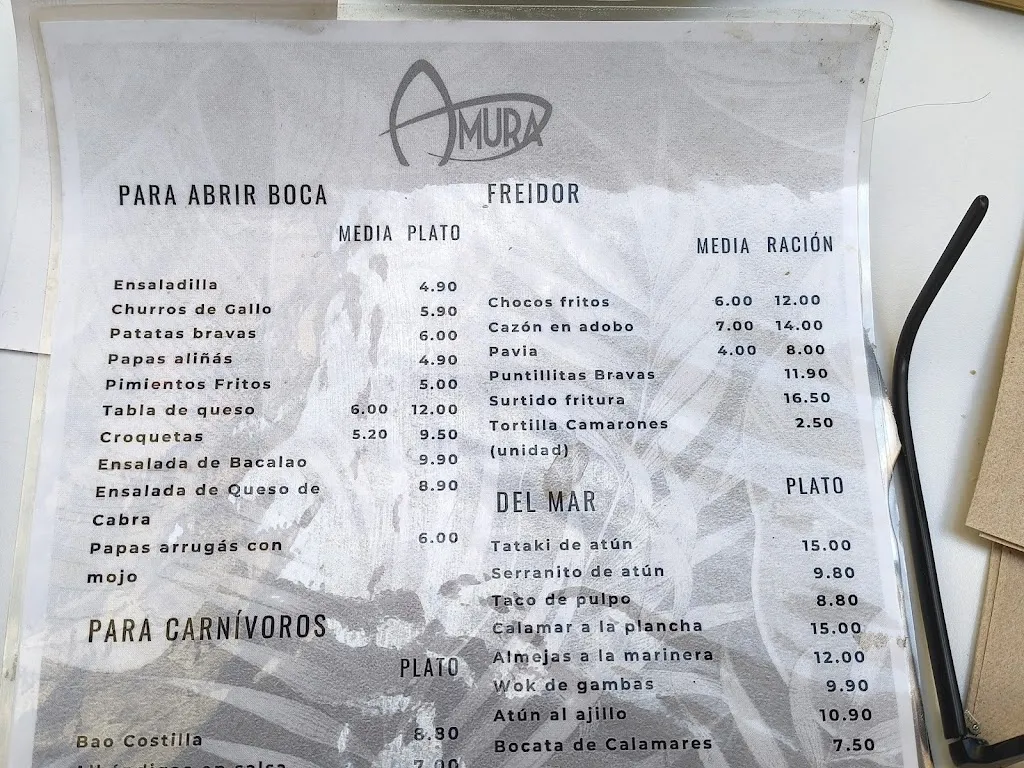 AMURA
PARA ABRIR BOCA
MEDIA PLATO
Ensaladilla 4.90
Churros de Gallo 5.90
Patatas bravas 6.00
Papas aliñás 4.90
Pimientos Fritos 5.00
Tabla de queso 6.00 12.00
Croquetas 5.20 9.50
Ensalada de Bacalao 9.90
Ensalada de Queso de 8.90
Cabra
Papas arrugás con 6.00
mojo
PARA CARNÍVOROS
PLATO
Bao Costilla 8.80
en salsa 7.00
FREIDOR
MEDIA RACIÓN
Chocos fritos 6.00 12.00
Cazón en adobo 7.00 14.00
Pavia 4.00 8.00
Puntillitas Bravas 11.90
Surtido fritura 16.50
Tortilla Camarones 2.50
(unidad)
DEL MAR PLATO
Tataki de atún 15.00
Serranito de atún 9.80
Taco de pulpo 8.80
Calamar a la plancha 15.00
Almejas a la marinera 12.00
Wok de gambas 9.90
Atún al ajillo 10.90
Bocata de Calamares 7.50